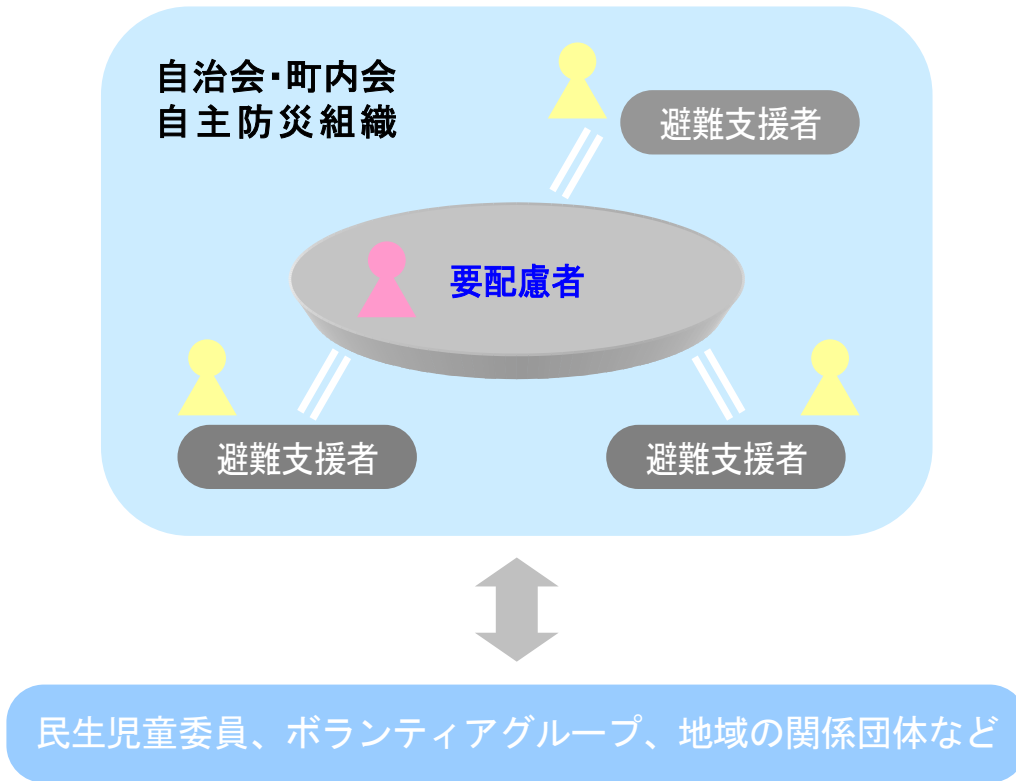 自治会・町内会
自主防災組織
避難支援者
要配慮者
避難支援者
避難支援者
民生児童委員、ボランティアグループ、地域の関係団体など